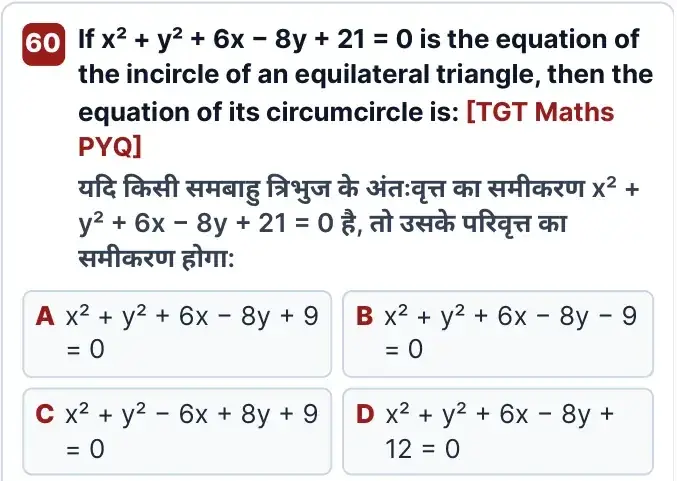 60 If x² + y² + 6x − 8y + 21 = 0 is the equation of
the incircle of an equilateral triangle, then the
equation of its circumcircle is: [TGT Maths
PYQ]
यदि किसी समबाहु त्रिभुज के अंतःवृत्त का समीकरण x² +
y² + 6x − 8y + 21 = 0 है, तो उसके परिवृत्त का
समीकरण होगा:
A x² + y² + 6x − 8y + 9
= 0
B x² + y² + 6x − 8y − 9
= 0
C x² + y² − 6x + 8y + 9
= 0
D x² + y² + 6x − 8y +
12 = 0